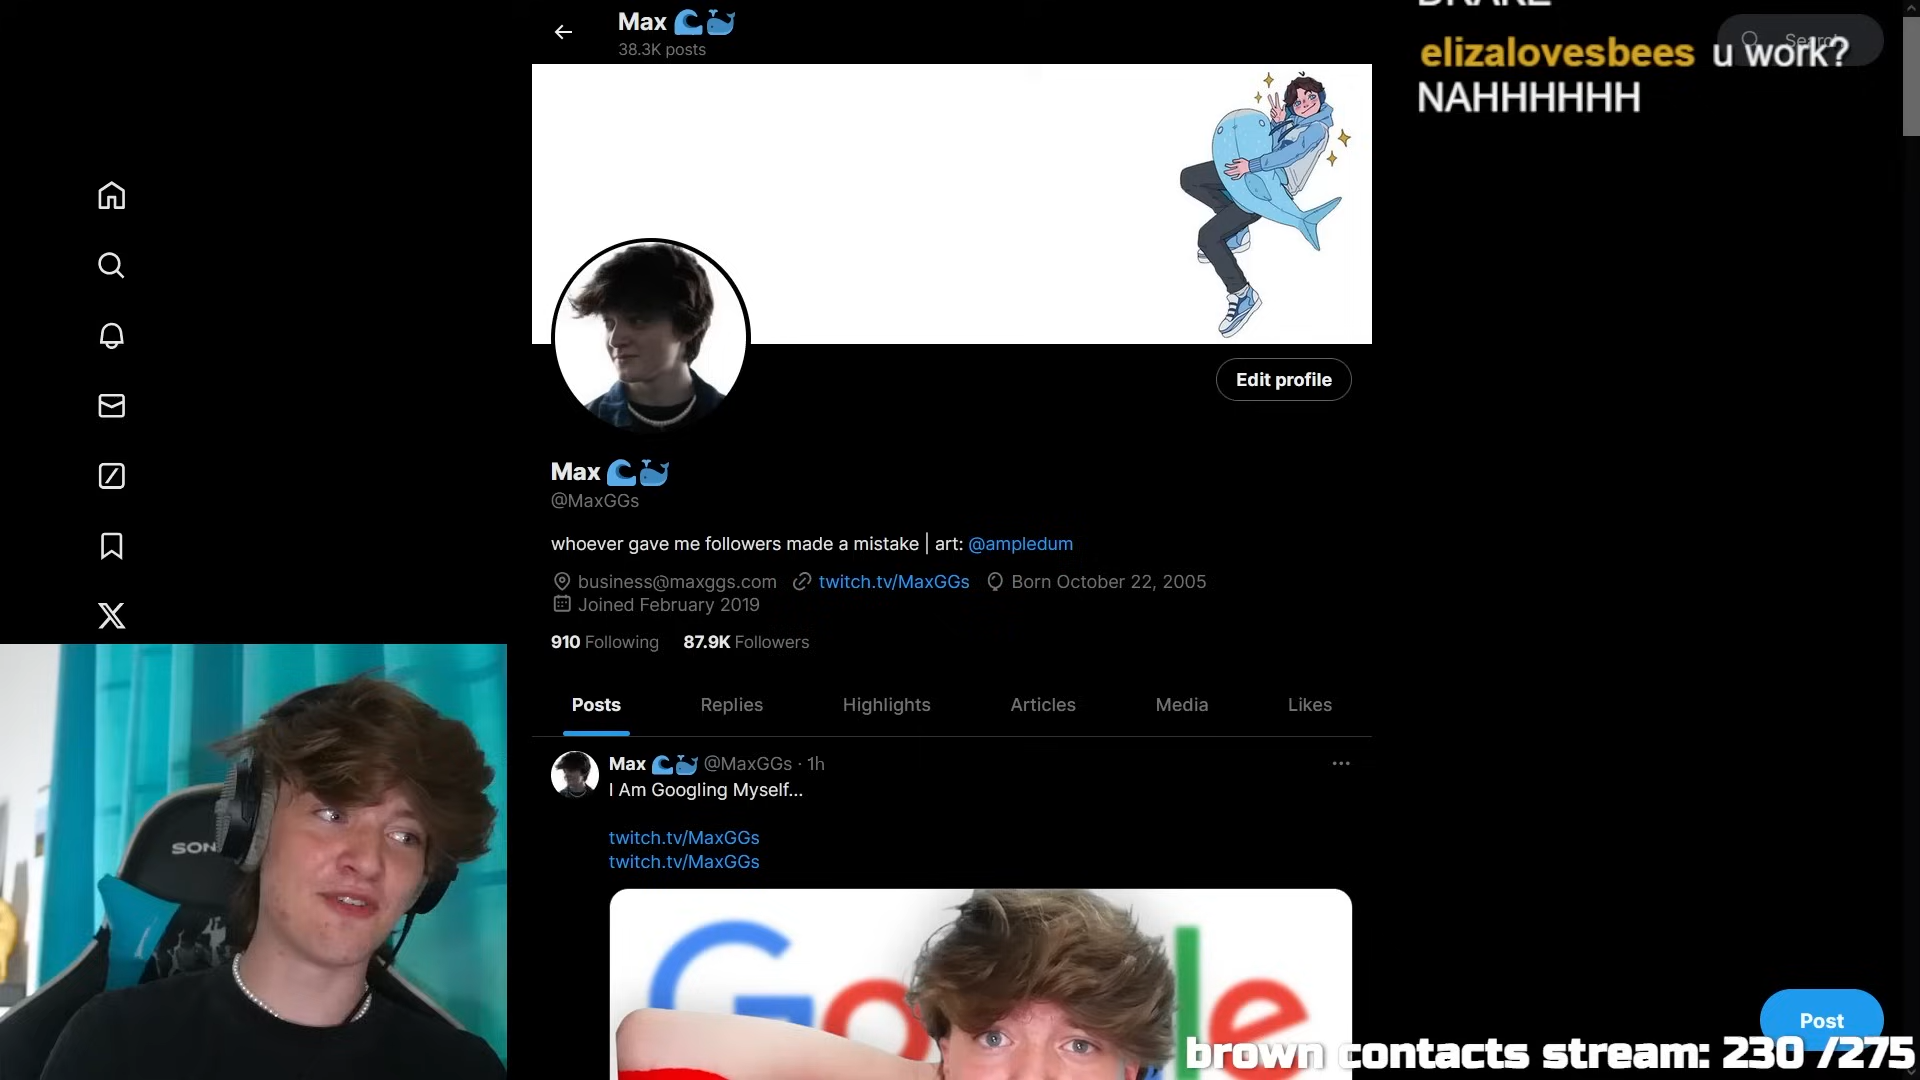 Max
38.3K posts
elizalovesbees u work?
NAHHHHHH
Search
Edit profile
Max
@MaxGGs
whoever gave me followers made a mistake | art: @ampledum
business@maxggs.com twitch.tv/MaxGGs Born October 22, 2005
Joined February 2019
910 Following 87.9K Followers
Posts Replies Highlights Articles Media Likes
Max @MaxGGs · 1h
I Am Googling Myself...
twitch.tv/MaxGGs
twitch.tv/MaxGGs
SON
Post
brown contacts stream: 230 /275